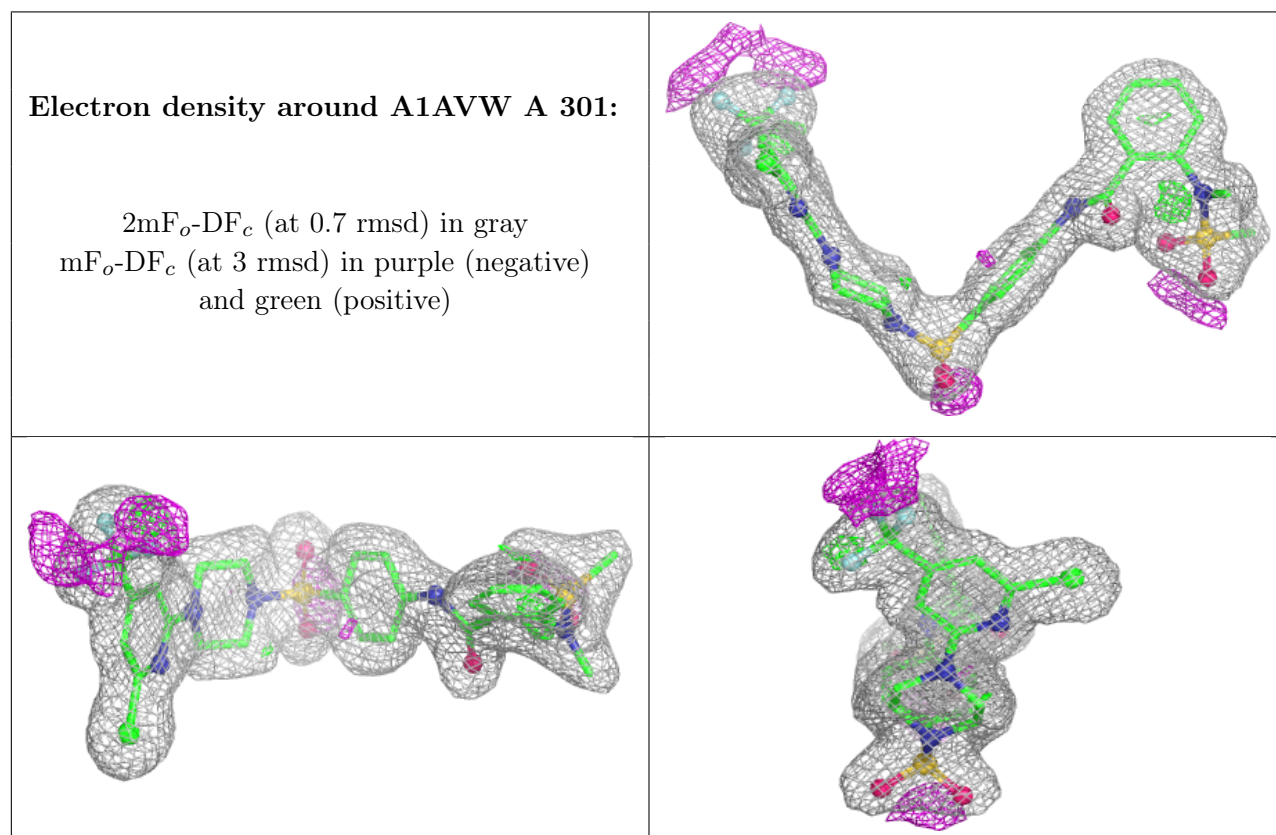 Electron density around A1AVW A 301:
2mFo-DFc (at 0.7 rmsd) in gray
mFo-DFc (at 3 rmsd) in purple (negative)
and green (positive)